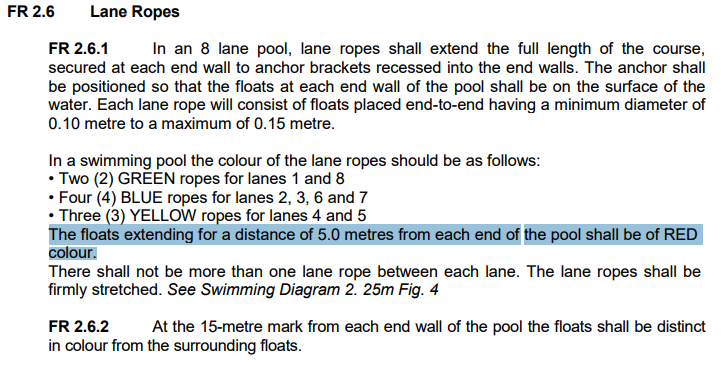 FR 2.6 Lane Ropes
FR 2.6.1 In an 8 lane pool, lane ropes shall extend the full length of the course,
secured at each end wall to anchor brackets recessed into the end walls. The anchor shall
be positioned so that the floats at each end wall of the pool shall be on the surface of the
water. Each lane rope will consist of floats placed end-to-end having a minimum diameter of
0.10 metre to a maximum of 0.15 metre.
In a swimming pool the colour of the lane ropes should be as follows:
• Two (2) GREEN ropes for lanes 1 and 8
• Four (4) BLUE ropes for lanes 2, 3, 6 and 7
• Three (3) YELLOW ropes for lanes 4 and 5
The floats extending for a distance of 5.0 metres from each end of the pool shall be of RED
colour.
There shall not be more than one lane rope between each lane. The lane ropes shall be
firmly stretched. See Swimming Diagram 2. 25m Fig. 4
FR 2.6.2 At the 15-metre mark from each end wall of the pool the floats shall be distinct
in colour from the surrounding floats.